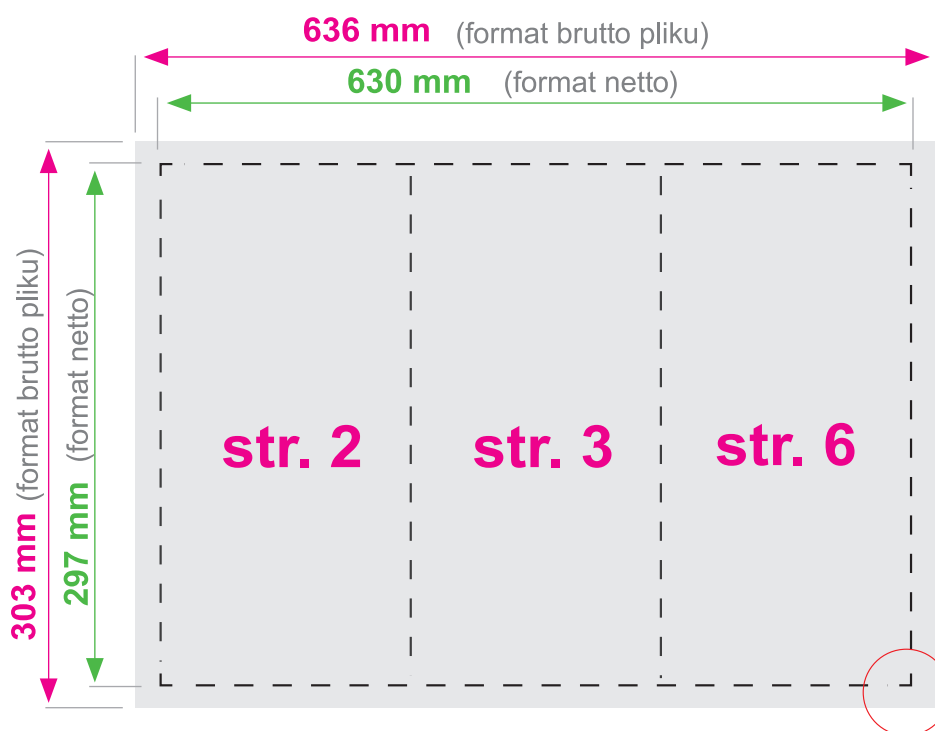 636 mm (format brutto pliku)
630 mm (format netto)
303 mm (format brutto pliku)
297 mm (format netto)
str. 2
str. 3
str. 6